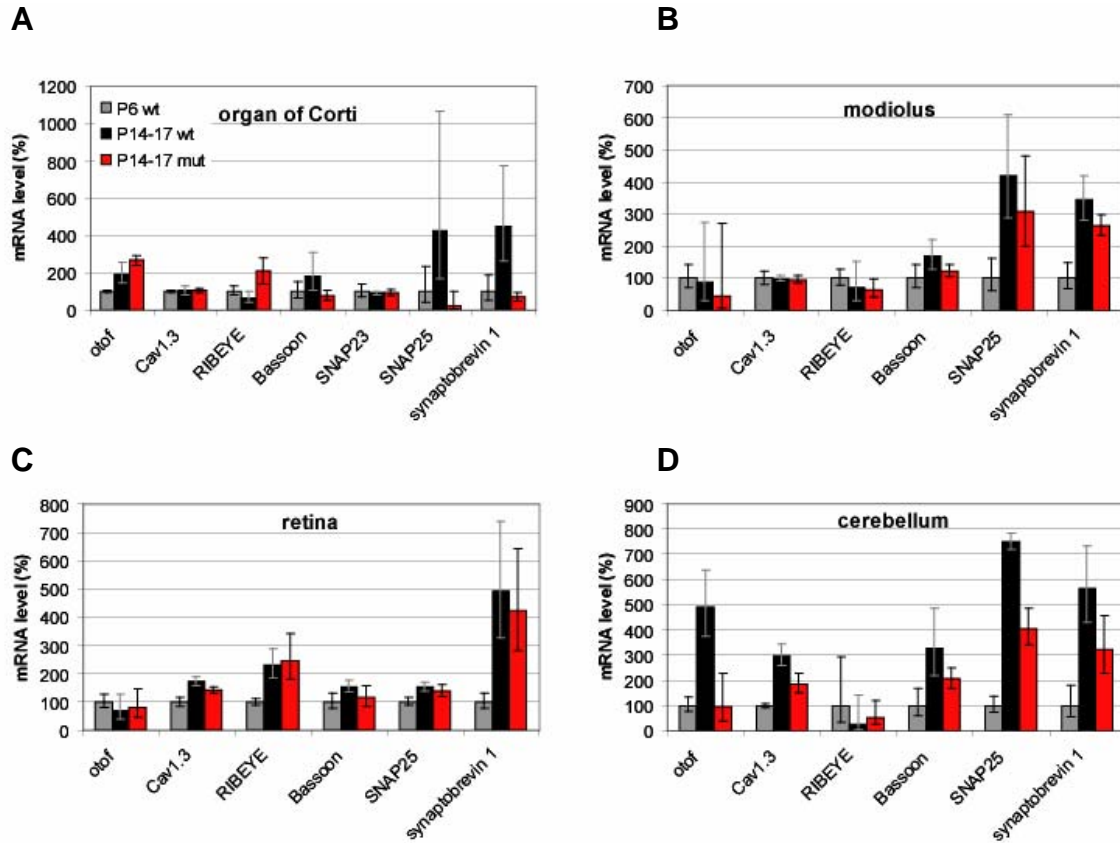 A
B
1200
1000
800
600
400
200
0
mRNA level (%)
P6 wt
P14-17 wt
P14-17 mut
organ of Corti
otof
Cav1.3
RIBEYE
Bassoon
SNAP23
SNAP25
synaptobrevin 1
700
600
500
400
300
200
100
0
mRNA level (%)
modiolus
otof
Cav1.3
RIBEYE
Bassoon
SNAP25
synaptobrevin 1
C
D
800
700
600
500
400
300
200
100
0
mRNA level (%)
retina
otof
Cav1.3
RIBEYE
Bassoon
SNAP25
synaptobrevin 1
900
800
700
600
500
400
300
200
100
0
mRNA level (%)
cerebellum
otof
Cav1.3
RIBEYE
Bassoon
SNAP25
synaptobrevin 1